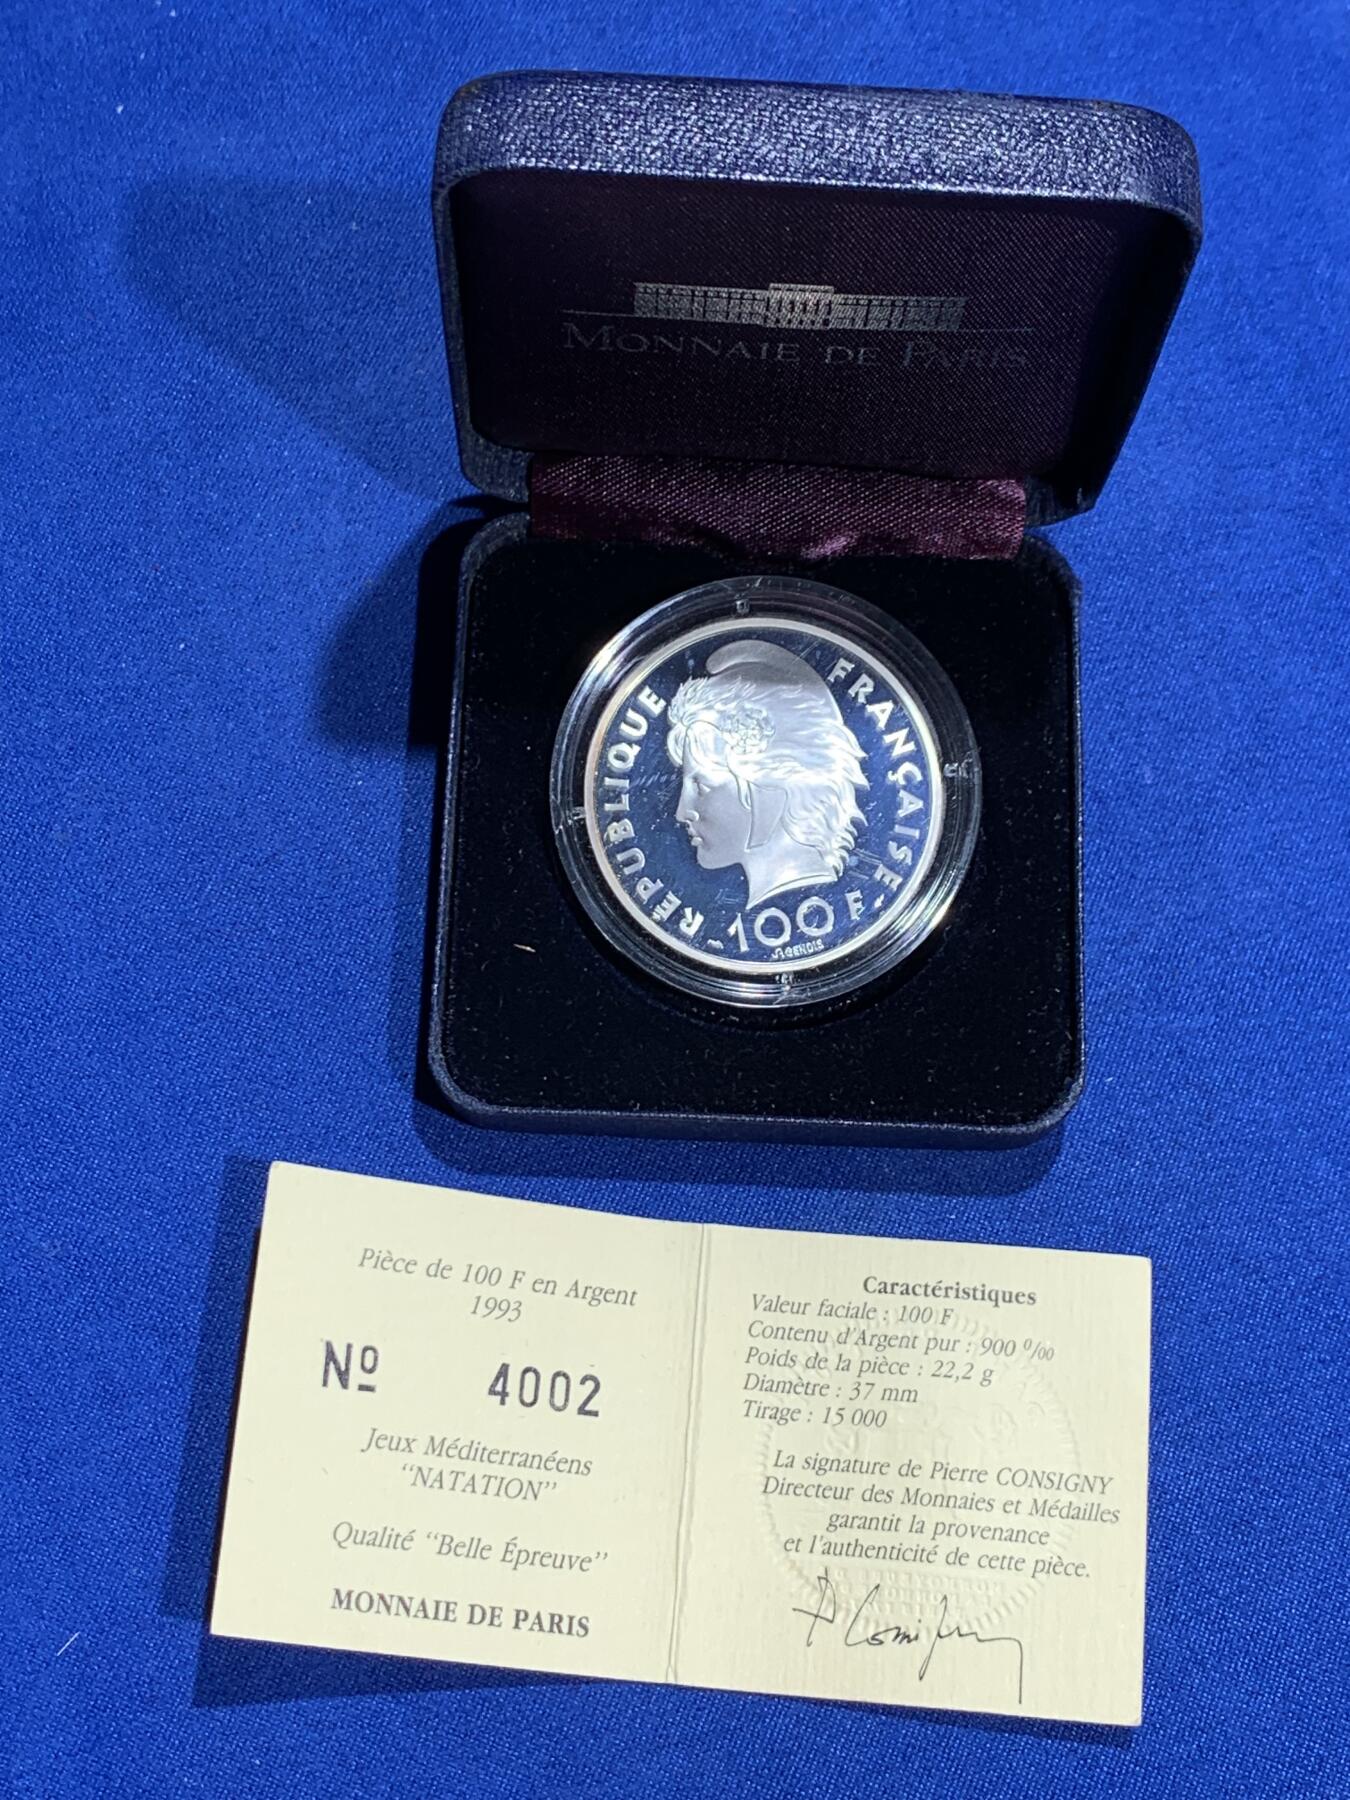 MONNAIE DE PARIS
RÉPUBLIQUE FRANÇAISE
100 F
Pièce de 100 F en Argent
1993
Nº 4002
Jeux Méditerranéens
“NATATION”
Qualité “Belle Épreuve”
MONNAIE DE PARIS
Caractéristiques
Valeur faciale : 100 F
Contenu d'Argent pur : 900 º/oo
Poids de la pièce : 22,2 g
Diamètre : 37 mm
Tirage : 15 000
La signature de Pierre CONSIGNY
Directeur des Monnaies et Médailles
garantit la provenance
et l'authenticité de cette pièce.